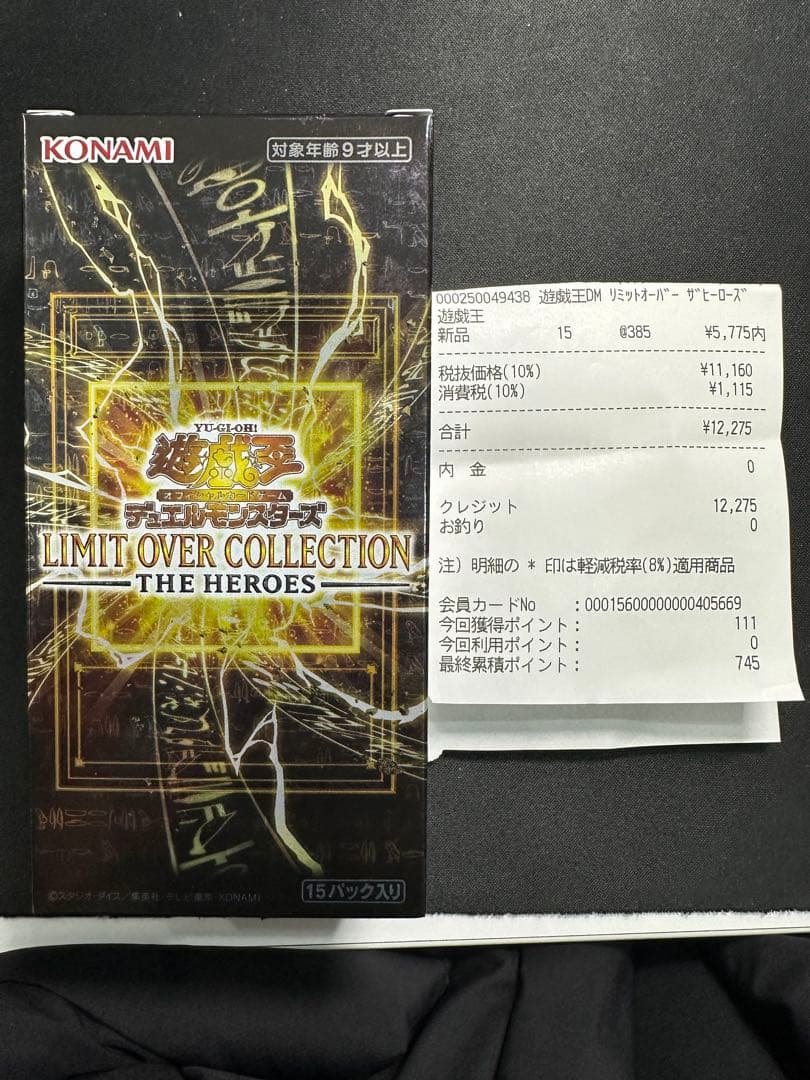 KONAMI
対象年齢9才以上
YU-GI-OH!
遊戯王
オフィシャルカードゲーム
デュエルモンスターズ
LIMIT OVER COLLECTION
THE HEROES
©スタジオ・ダイス/集英社・テレビ東京・KONAMI
15パック入り
000250049438 遊戯王DM ﾘﾐｯﾄｵｰﾊﾞｰ ｻﾞﾋｰﾛｰｽﾞ
遊戯王
新品 15 @385 ¥5,775内
税抜価格(10%) ¥11,160
消費税(10%) ¥1,115
合計 ¥12,275
内 金 0
クレジット 12,275
お釣り 0
注) 明細の * 印は軽減税率(8%)適用商品
会員カードNo :00015600000000405669
今回獲得ポイント: 111
今回利用ポイント: 0
最終累積ポイント: 745